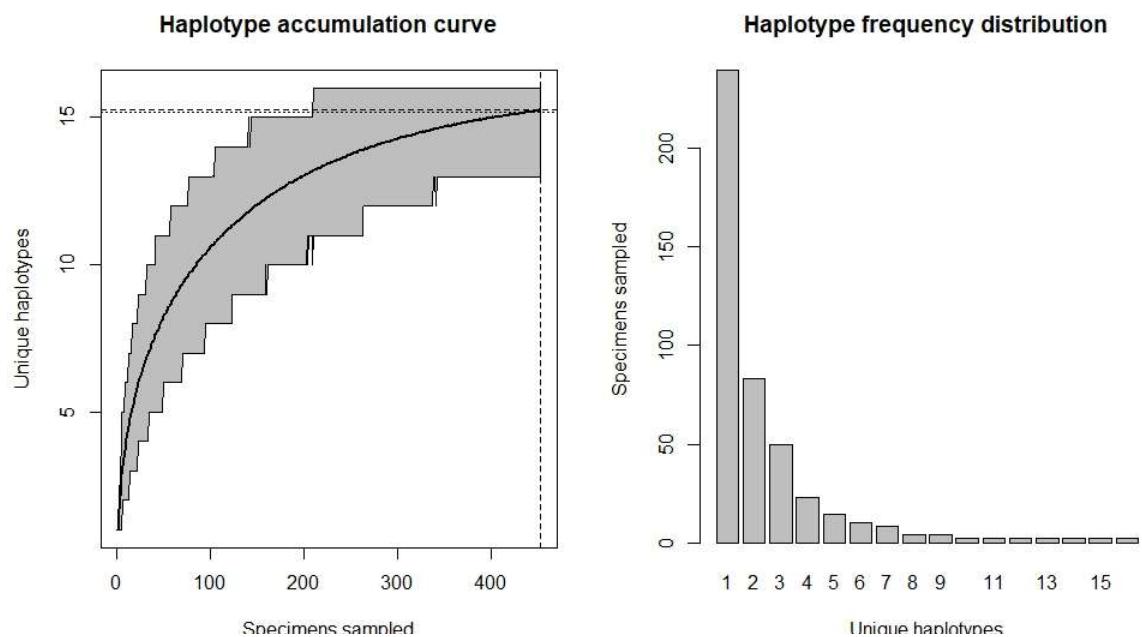 Haplotype accumulation curve
Unique haplotypes
15
10
5
0 100 200 300 400
Specimens sampled
Haplotype frequency distribution
Specimens sampled
200
150
100
50
0
1 2 3 4 5 6 7 8 9 11 13 15
Unique haplotypes